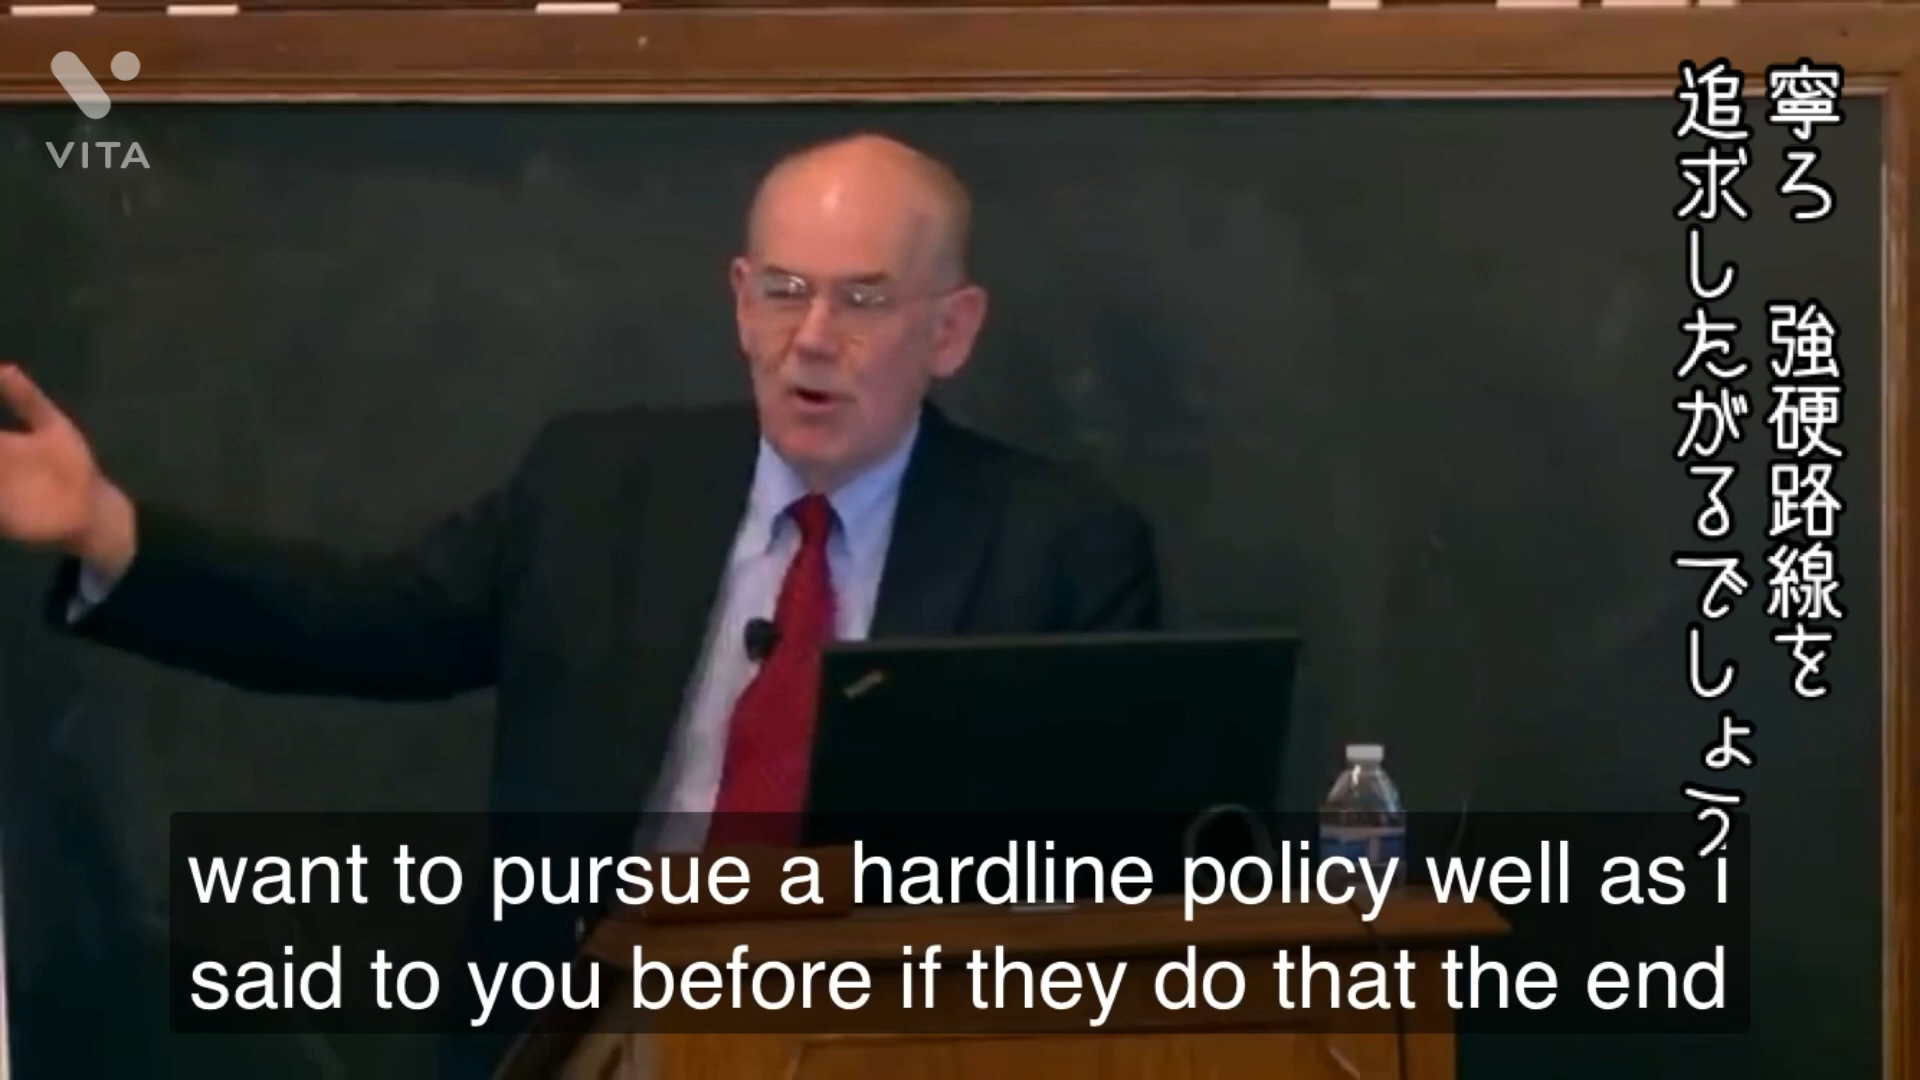 VITA
寧ろ 強硬路線を
追求したがるでしょう
want to pursue a hardline policy well as i
said to you before if they do that the end